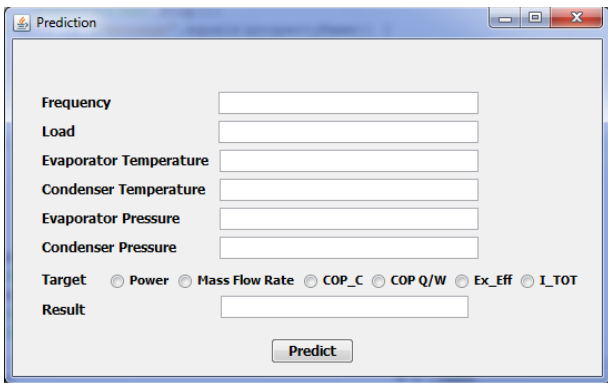 Prediction
Frequency
Load
Evaporator Temperature
Condenser Temperature
Evaporator Pressure
Condenser Pressure
Target Power Mass Flow Rate COP_C COP Q/W Ex_Eff I_TOT
Result
Predict